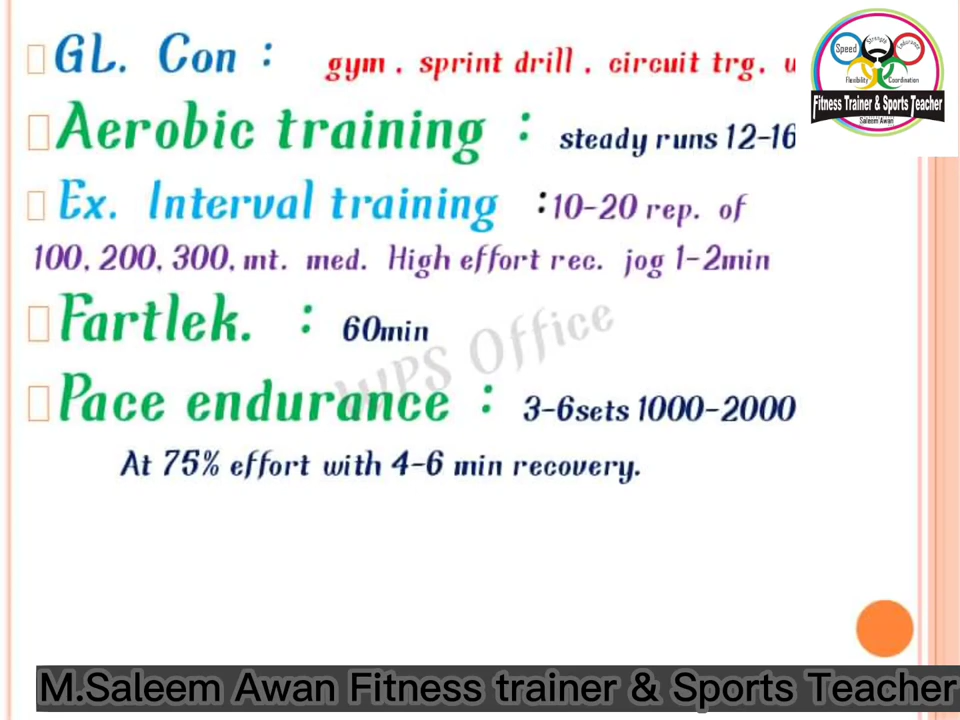 GL. Con : gym , sprint drill , circuit trg.
Aerobic training : steady runs 12-16
Ex. Interval training :10-20 rep. of
100, 200, 300, mt. med. High effort rec. jog 1-2min
Fartlek. : 60min
Pace endurance : 3-6sets 1000-2000
At 75% effort with 4-6 min recovery.
WPS Office
Speed
Strength
Endurance
Flexibility
Coordination
Fitness Trainer & Sports Teacher
Saleem Awan
M.Saleem Awan Fitness trainer & Sports Teacher